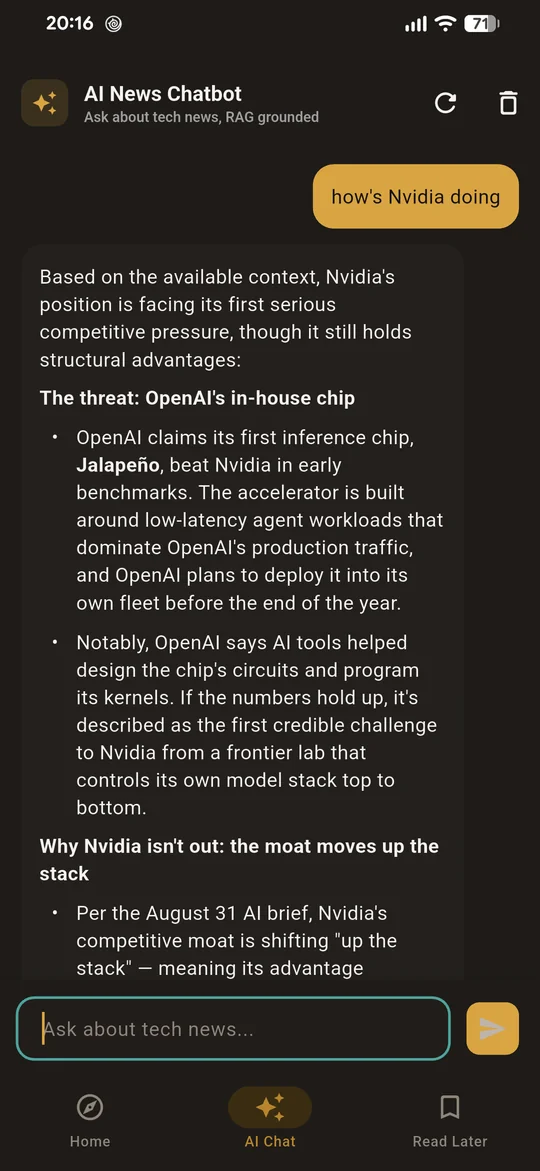 20:16
71
AI News Chatbot
Ask about tech news, RAG grounded
how's Nvidia doing
Based on the available context, Nvidia's
position is facing its first serious
competitive pressure, though it still holds
structural advantages:
The threat: OpenAI's in-house chip
• OpenAI claims its first inference chip,
Jalapeño, beat Nvidia in early
benchmarks. The accelerator is built
around low-latency agent workloads that
dominate OpenAI's production traffic,
and OpenAI plans to deploy it into its
own fleet before the end of the year.
• Notably, OpenAI says AI tools helped
design the chip's circuits and program
its kernels. If the numbers hold up, it's
described as the first credible challenge
to Nvidia from a frontier lab that
controls its own model stack top to
bottom.
Why Nvidia isn't out: the moat moves up the
stack
• Per the August 31 AI brief, Nvidia's
competitive moat is shifting "up the
stack" — meaning its advantage
Ask about tech news...
Home
AI Chat
Read Later